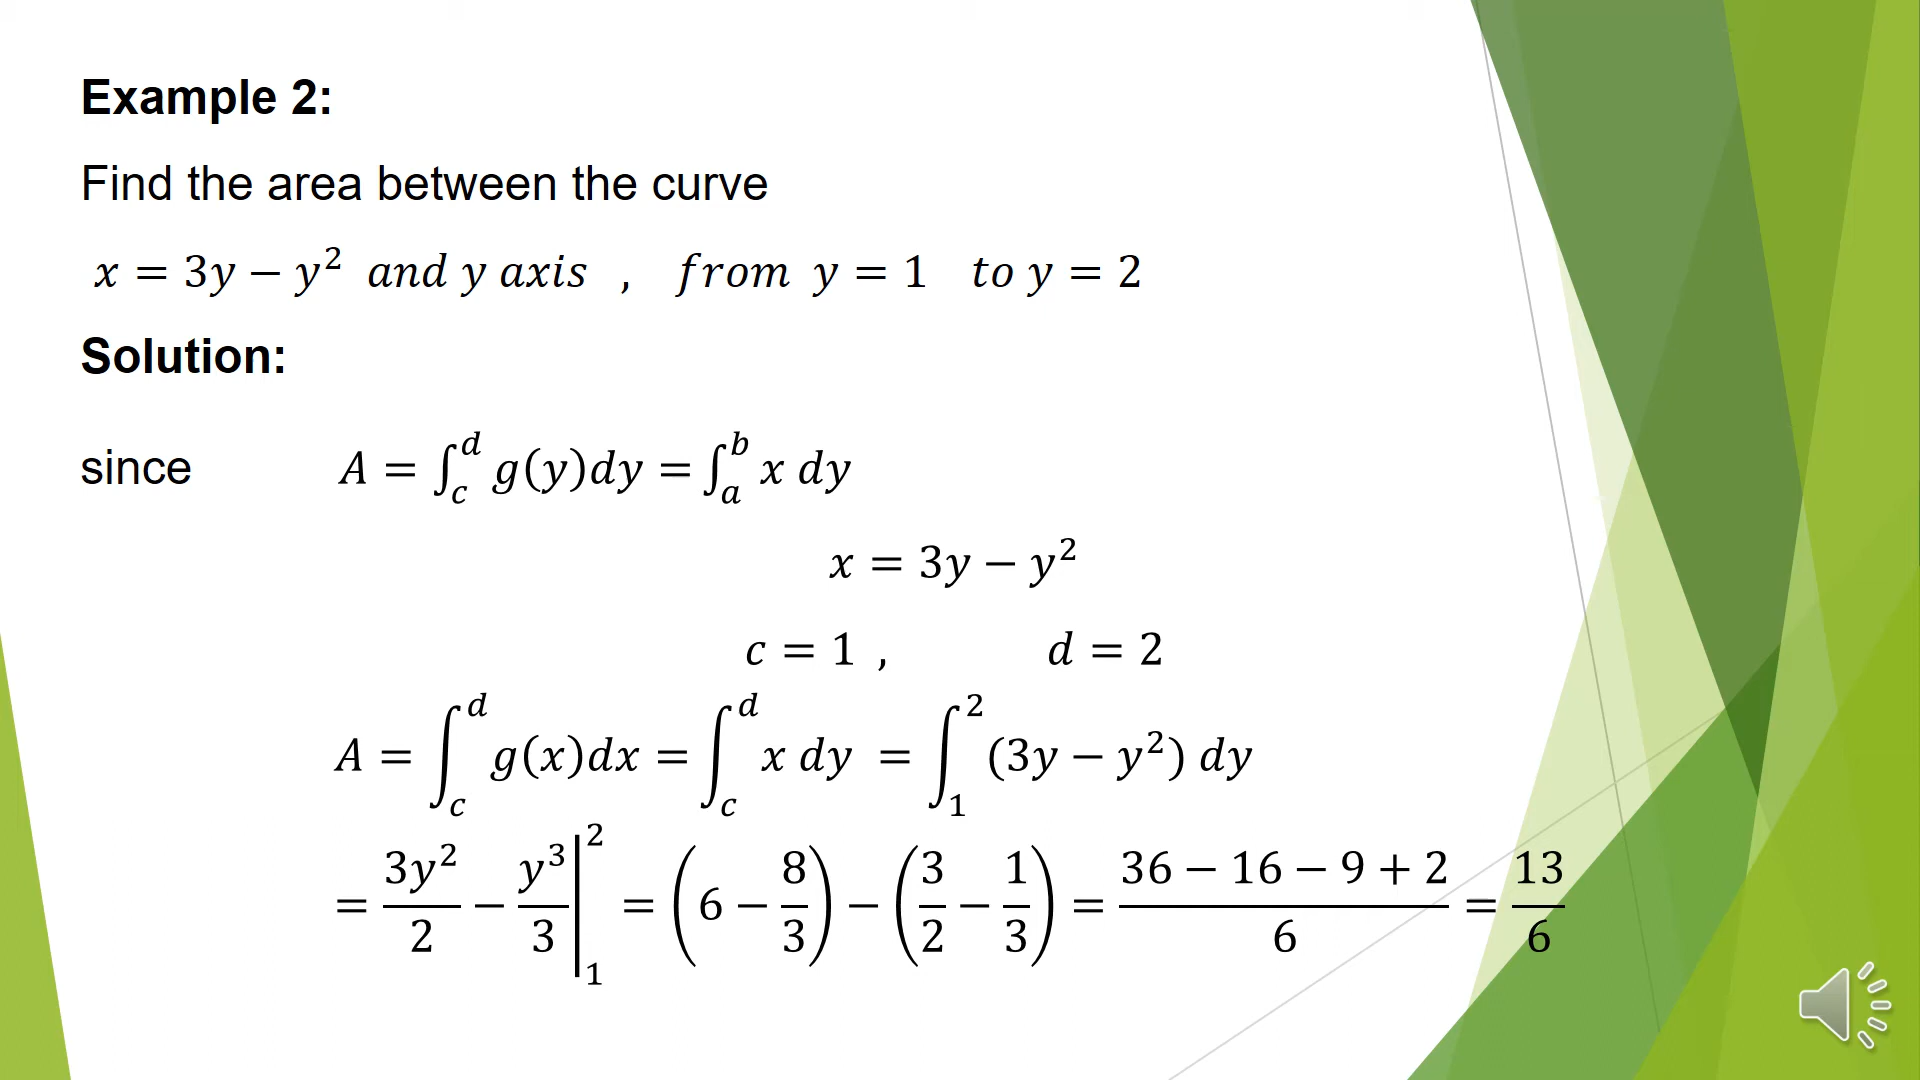 Example 2:
Find the area between the curve
x = 3y − y² and y axis , from y = 1 to y = 2
Solution:
since A = ∫_c^d g(y)dy = ∫_a^b x dy
x = 3y − y²
c = 1 , d = 2
A = ∫_c^d g(x)dx = ∫_c^d x dy = ∫_1^2 (3y − y²) dy
= 3y²/2 − y³/3 |_1^2 = (6 − 8/3) − (3/2 − 1/3) = (36 − 16 − 9 + 2)/6 = 13/6